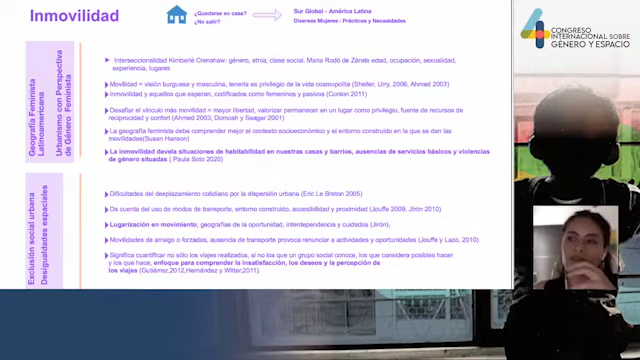 Inmovilidad
¿Quedarse en casa?
¿No salir?
Sur Global - América Latina
Diversas Mujeres : Prácticas y Necesidades
4 CONGRESO
INTERNACIONAL SOBRE
GÉNERO Y ESPACIO
Geografía Feminista
Latinoamericana
Urbanismo con Perspectiva
de Género Feminista
Interseccionalidad Kimberlé Crenshaw: género, etnia, clase social. María Rodó de Zárate edad, ocupación, sexualidad,
experiencia, lugares
Movilidad = visión burguesa y masculina, tenerla es privilegio de la vida cosmopolita (Sheller, Urry, 2006, Ahmed 2003)
Inmovilidad y aquellos que esperan, codificados como femeninos y pasivos (Conlon 2011)
Desafiar el vínculo más movilidad = mayor libertad, valorizar permanecer en un lugar como privilegio, fuente de recursos de
reciprocidad y confort (Ahmed 2003; Domosh y Seager 2001)
La geografía feminista debe comprender mejor el contexto socioeconómico y el entorno construido en la que se dan las
movilidades(Susan Hanson)
La inmovilidad devela situaciones de habitabilidad en nuestras casas y barrios, ausencias de servicios básicos y violencias
de género situadas ( Paula Soto 2020)
Exclusión social urbana
Desigualdades espaciales
Dificultades del desplazamiento cotidiano por la dispersión urbana (Eric Le Breton 2005)
Da cuenta del uso de modos de transporte, entorno construido, accesibilidad y proximidad (Jouffe 2009, Jirón 2010)
Lugarización en movimiento, geografías de la oportunidad, interdependencia y cuidados (Jirón),
Movilidades de arraigo o forzadas, ausencia de transporte provoca renunciar a actividades y oportunidades (Jouffe y Lazo, 2010)
Significa cuantificar no sólo los viajes realizados, si no los que un grupo social conoce, los que considera posibles hacer
y los que hace, enfoque para comprender la insatisfacción, los deseos y la percepción de
los viajes (Gutiérrez,2012,Hernández y Witter,2011).